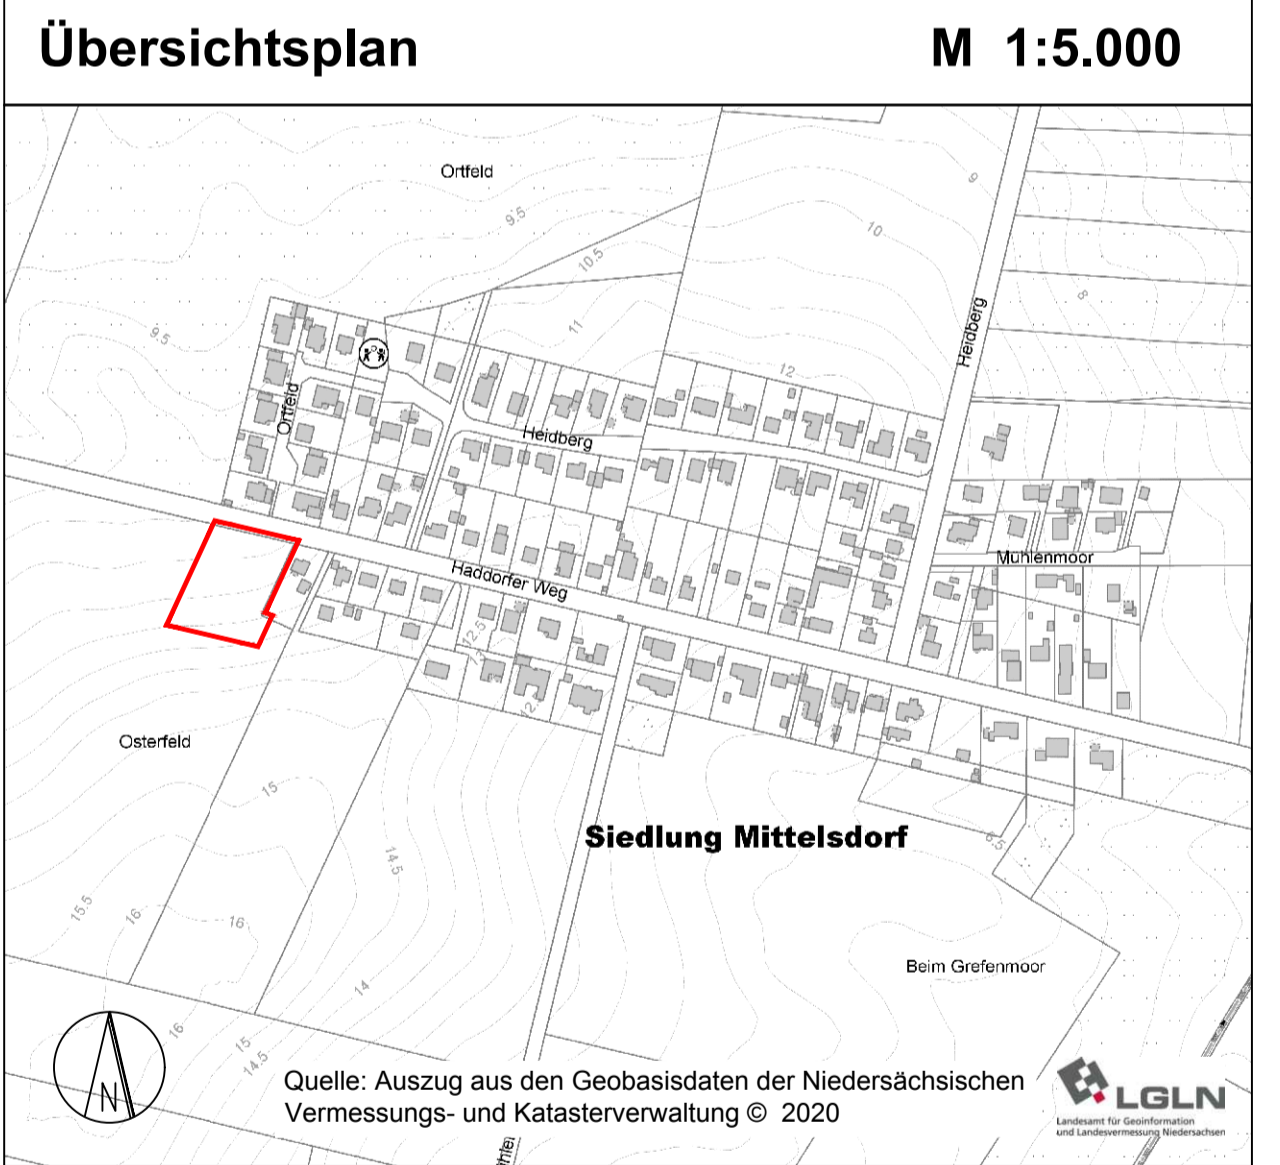 Übersichtsplan M 1:5.000
Ortfeld
9
9.5
10
10.5
8
Heidberg
11
9.5
12
Ortfeld
Heidberg
Mühlenmoor
Haddorfer Weg
12.5
13
Osterfeld
15
Siedlung Mittelsdorf
6.5
14.5
15.5
16
16
Beim Grefenmoor
14
16
15
14.5
N
Quelle: Auszug aus den Geobasisdaten der Niedersächsischen
Vermessungs- und Katasterverwaltung © 2020
LGLN
Landesamt für Geoinformation
und Landesvermessung Niedersachsen